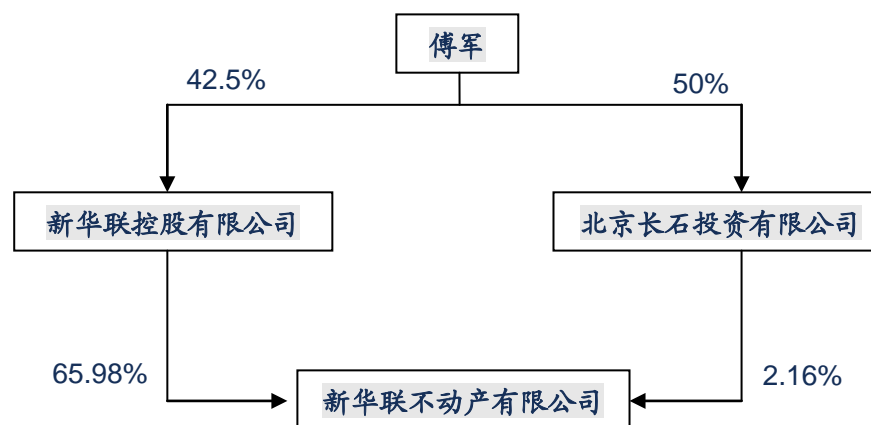 傅军
42.5%
50%
新华联控股有限公司
北京长石投资有限公司
65.98%
2.16%
新华联不动产有限公司